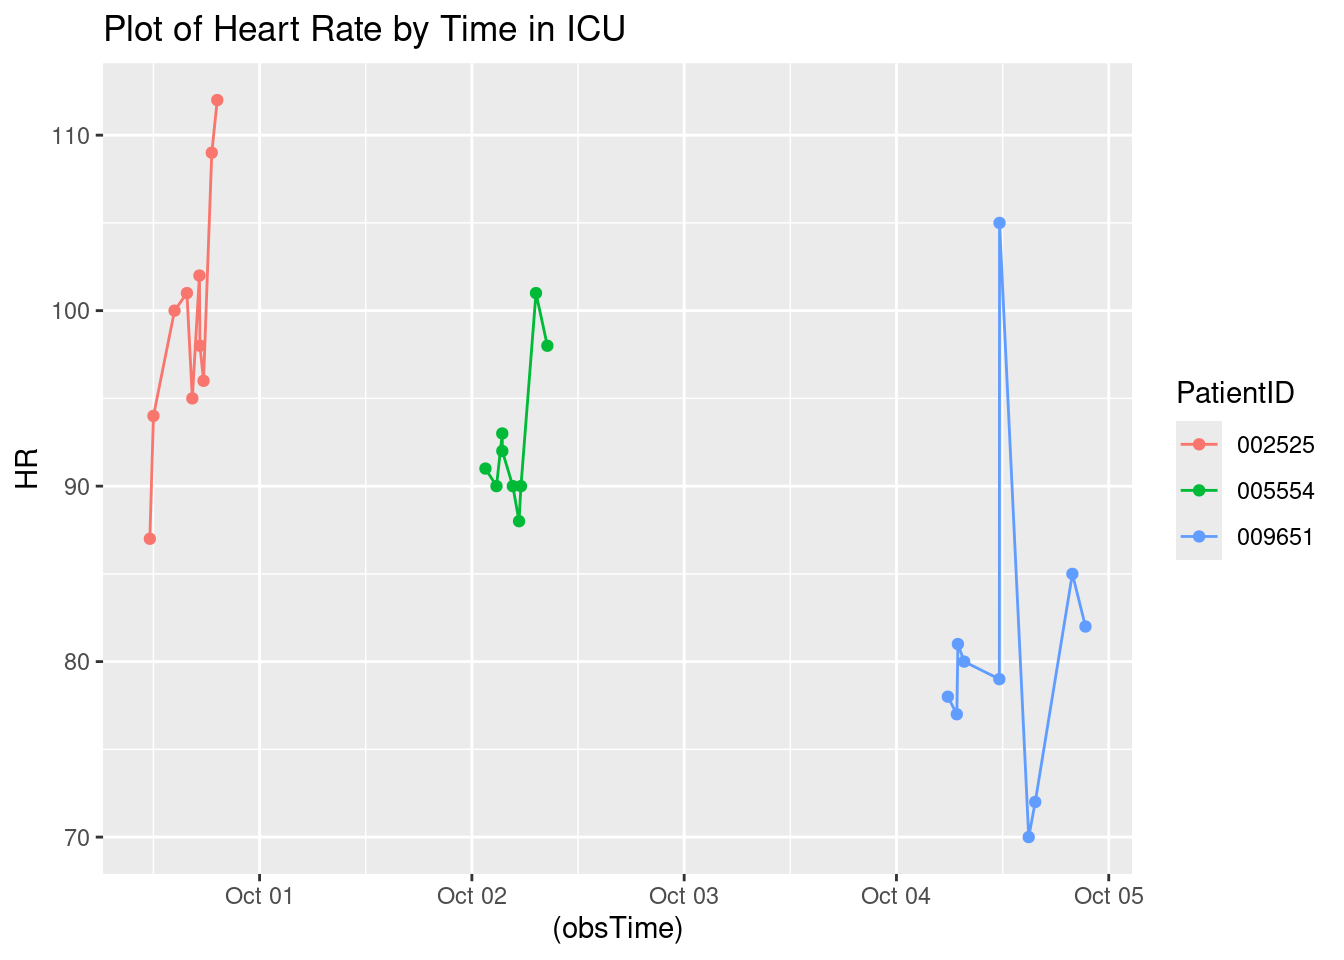 Plot of Heart Rate by Time in ICU
110
100
90
80
70
HR
Oct 01
Oct 02
Oct 03
Oct 04
Oct 05
(obsTime)
PatientID
002525
005554
009651